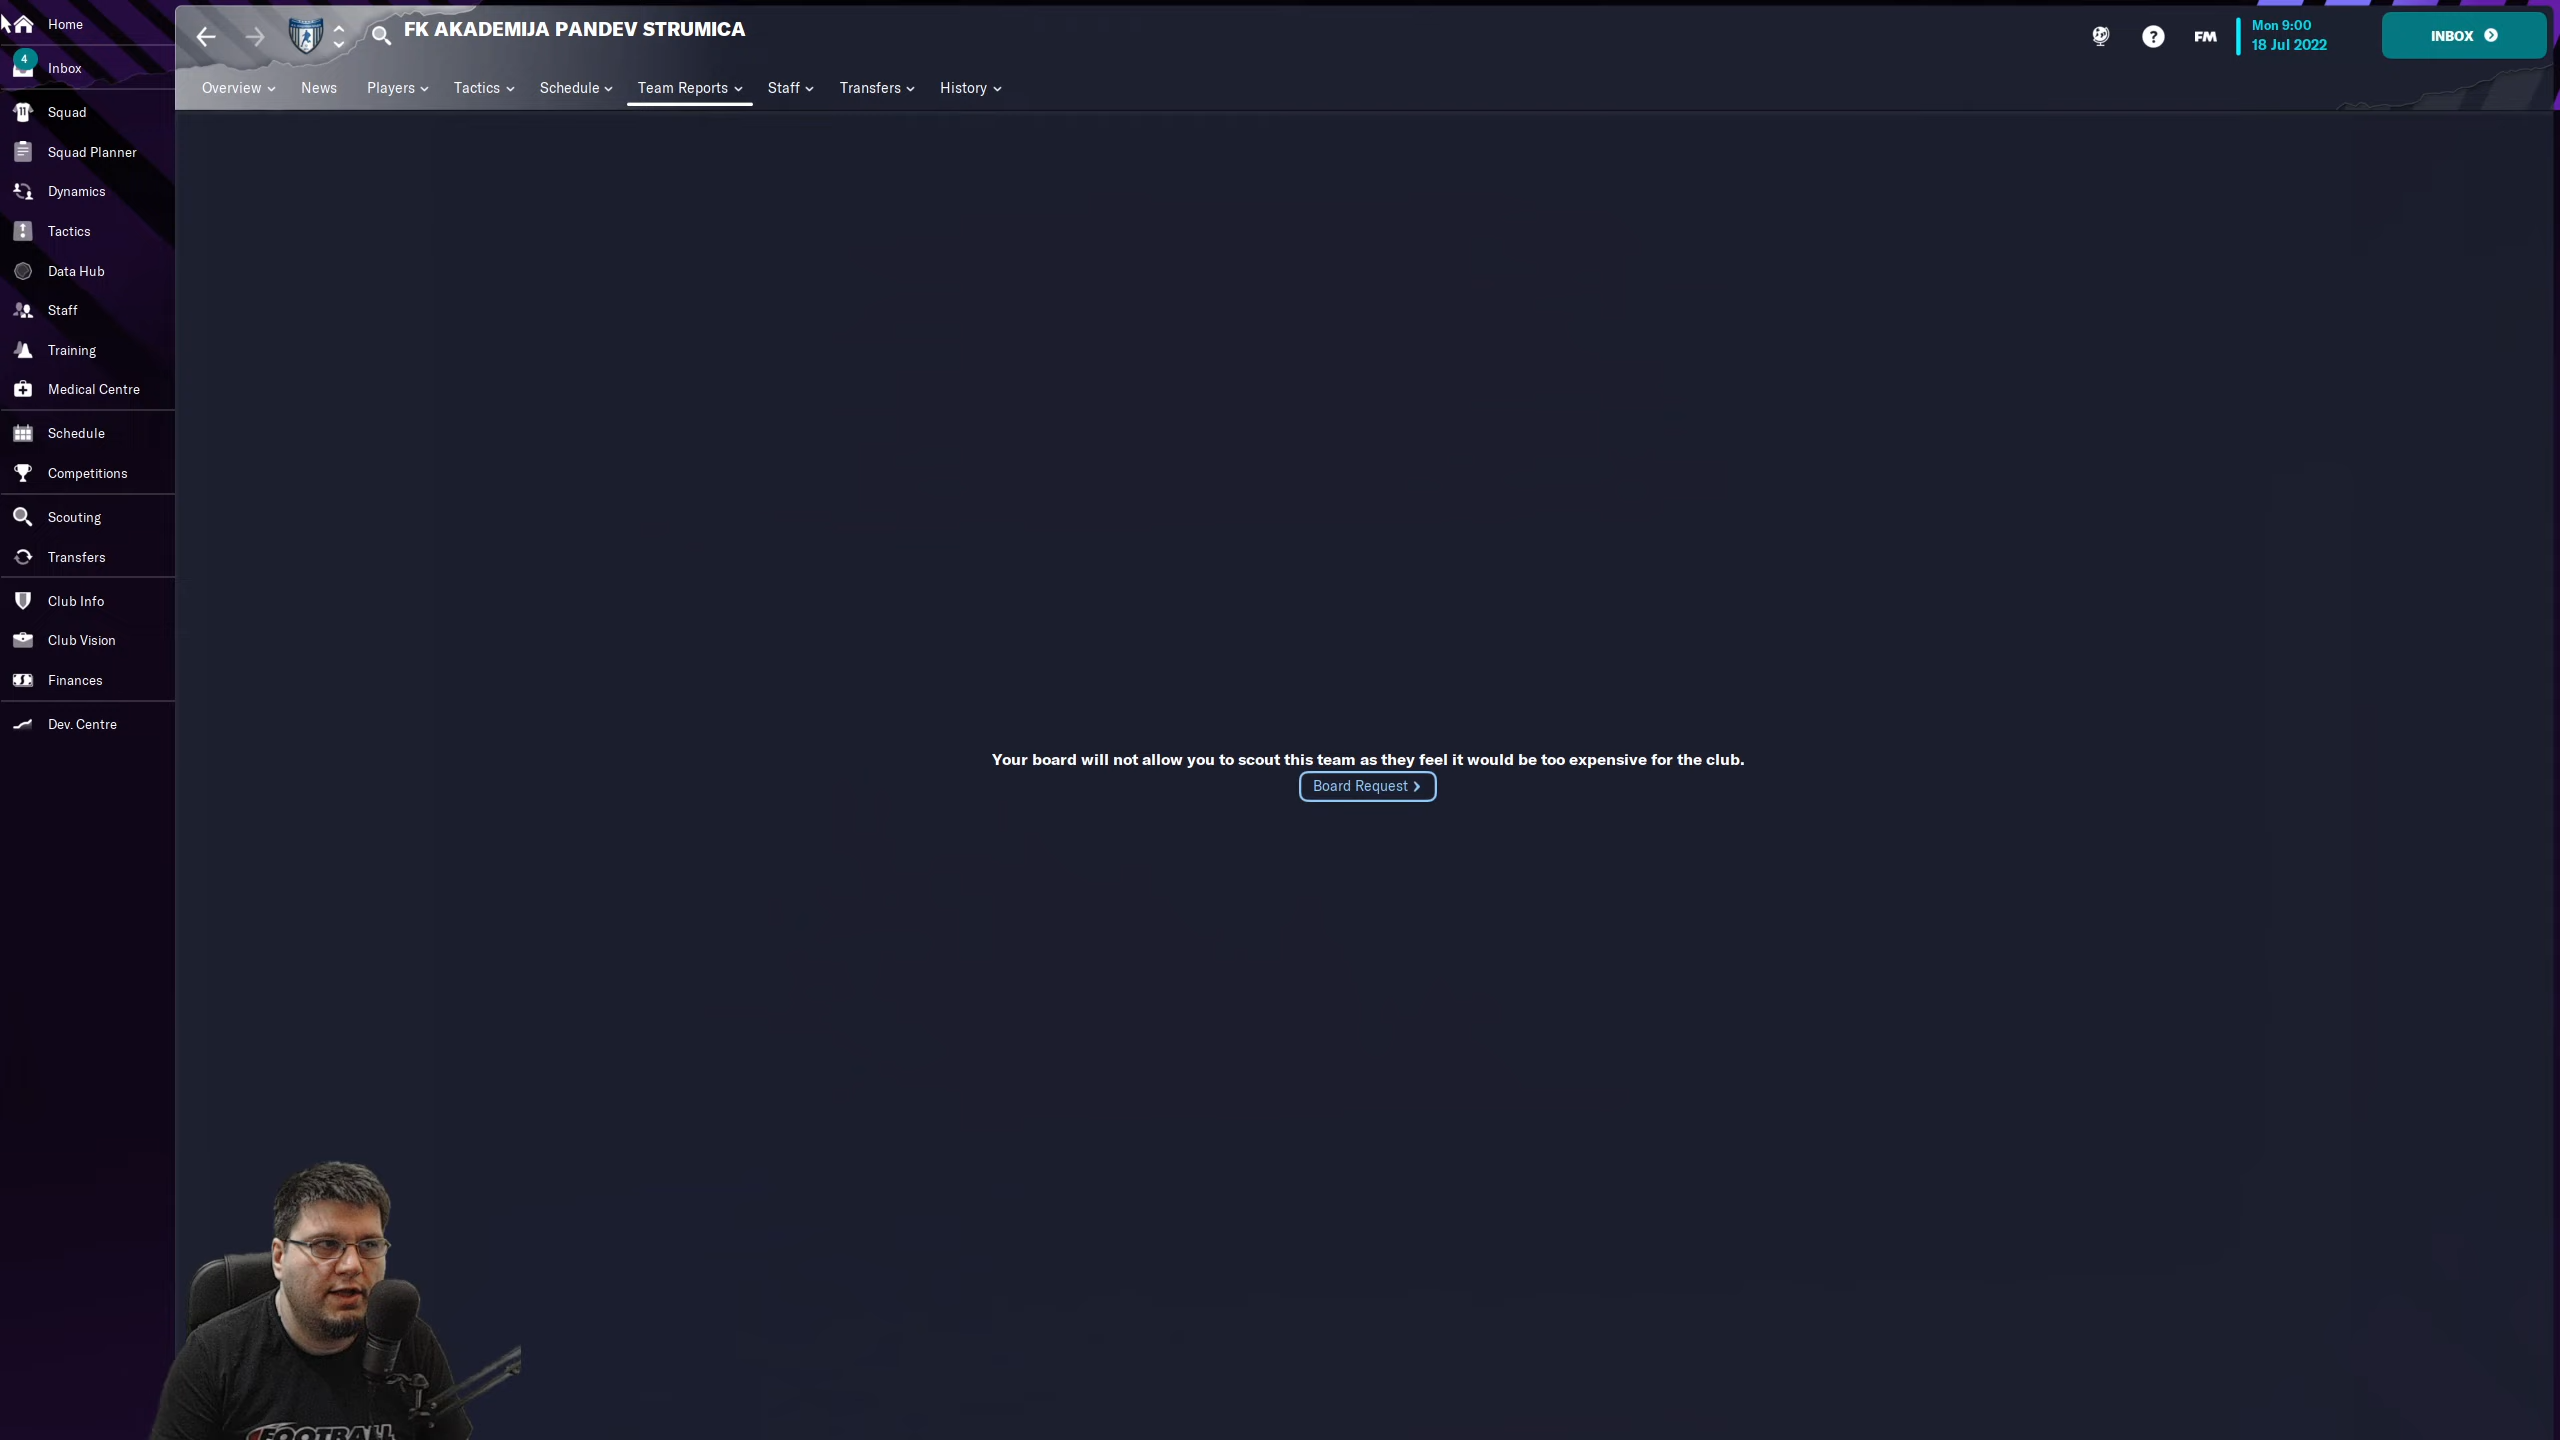 Home
4
Inbox
Squad
Squad Planner
Dynamics
Tactics
Data Hub
Staff
Training
Medical Centre
Schedule
Competitions
Scouting
Transfers
Club Info
Club Vision
Finances
Dev. Centre
FK AKADEMIJA PANDEV STRUMICA
?
FM
Mon 9:00
18 Jul 2022
INBOX
Overview
News
Players
Tactics
Schedule
Team Reports
Staff
Transfers
History
Your board will not allow you to scout this team as they feel it would be too expensive for the club.
Board Request
FOOTBALL